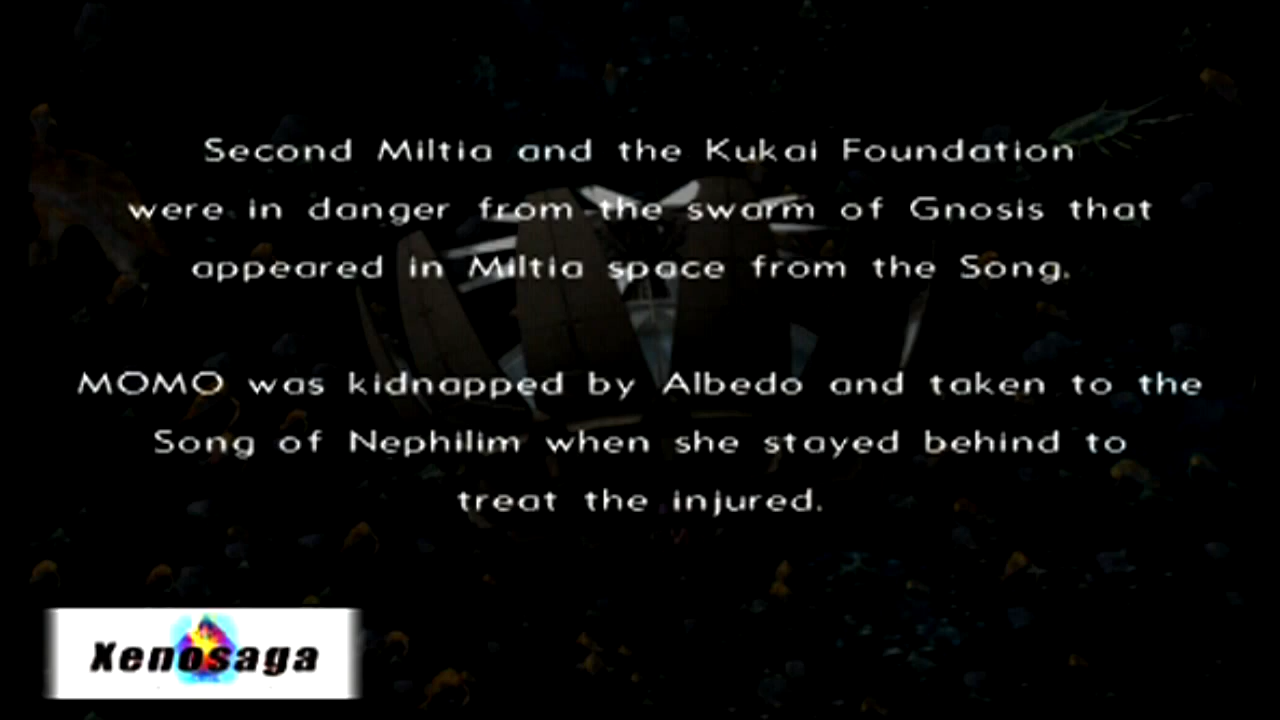 Second Miltia and the Kukai Foundation
were in danger from the swarm of Gnosis that
appeared in Miltia space from the Song.
MOMO was kidnapped by Albedo and taken to the
Song of Nephilim when she stayed behind to
treat the injured.
Xenosaga